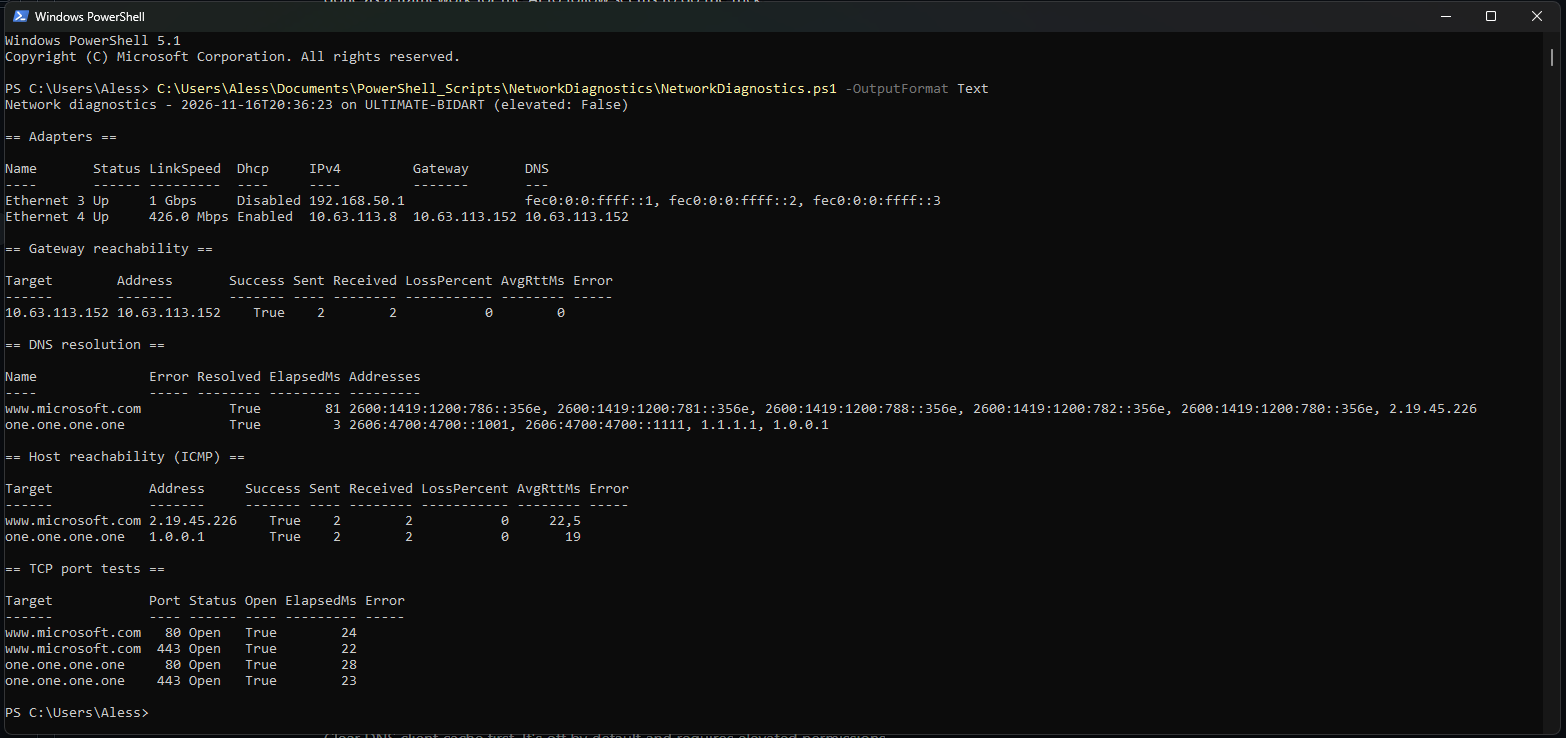 Windows PowerShell
Windows PowerShell 5.1
Copyright (C) Microsoft Corporation. All rights reserved.
PS C:\Users\Aless> C:\Users\Aless\Documents\PowerShell_Scripts\NetworkDiagnostics\NetworkDiagnostics.ps1 -OutputFormat Text
Network diagnostics - 2026-11-16T20:36:23 on ULTIMATE-BIDART (elevated: False)
== Adapters ==
Name       Status LinkSpeed  Dhcp     IPv4         Gateway       DNS
----       ------ ---------  ----     ----         -------       ---
Ethernet 3 Up     1 Gbps     Disabled 192.168.50.1               fec0:0:0:ffff::1, fec0:0:0:ffff::2, fec0:0:0:ffff::3
Ethernet 4 Up     426.0 Mbps Enabled  10.63.113.8  10.63.113.152 10.63.113.152
== Gateway reachability ==
Target        Address       Success Sent Received LossPercent AvgRttMs Error
------        -------       ------- ---- -------- ----------- -------- -----
10.63.113.152 10.63.113.152    True    2        2           0        0
== DNS resolution ==
Name              Error Resolved ElapsedMs Addresses
----              ----- -------- --------- ---------
www.microsoft.com           True        81 2600:1419:1200:786::356e, 2600:1419:1200:781::356e, 2600:1419:1200:788::356e, 2600:1419:1200:782::356e, 2600:1419:1200:780::356e, 2.19.45.226
one.one.one.one             True         3 2606:4700:4700::1001, 2606:4700:4700::1111, 1.1.1.1, 1.0.0.1
== Host reachability (ICMP) ==
Target            Address     Success Sent Received LossPercent AvgRttMs Error
------            -------     ------- ---- -------- ----------- -------- -----
www.microsoft.com 2.19.45.226    True    2        2           0     22,5
one.one.one.one   1.0.0.1        True    2        2           0       19
== TCP port tests ==
Target            Port Status Open ElapsedMs Error
------            ---- ------ ---- --------- -----
www.microsoft.com   80 Open   True        24
www.microsoft.com  443 Open   True        22
one.one.one.one     80 Open   True        28
one.one.one.one    443 Open   True        23
PS C:\Users\Aless>